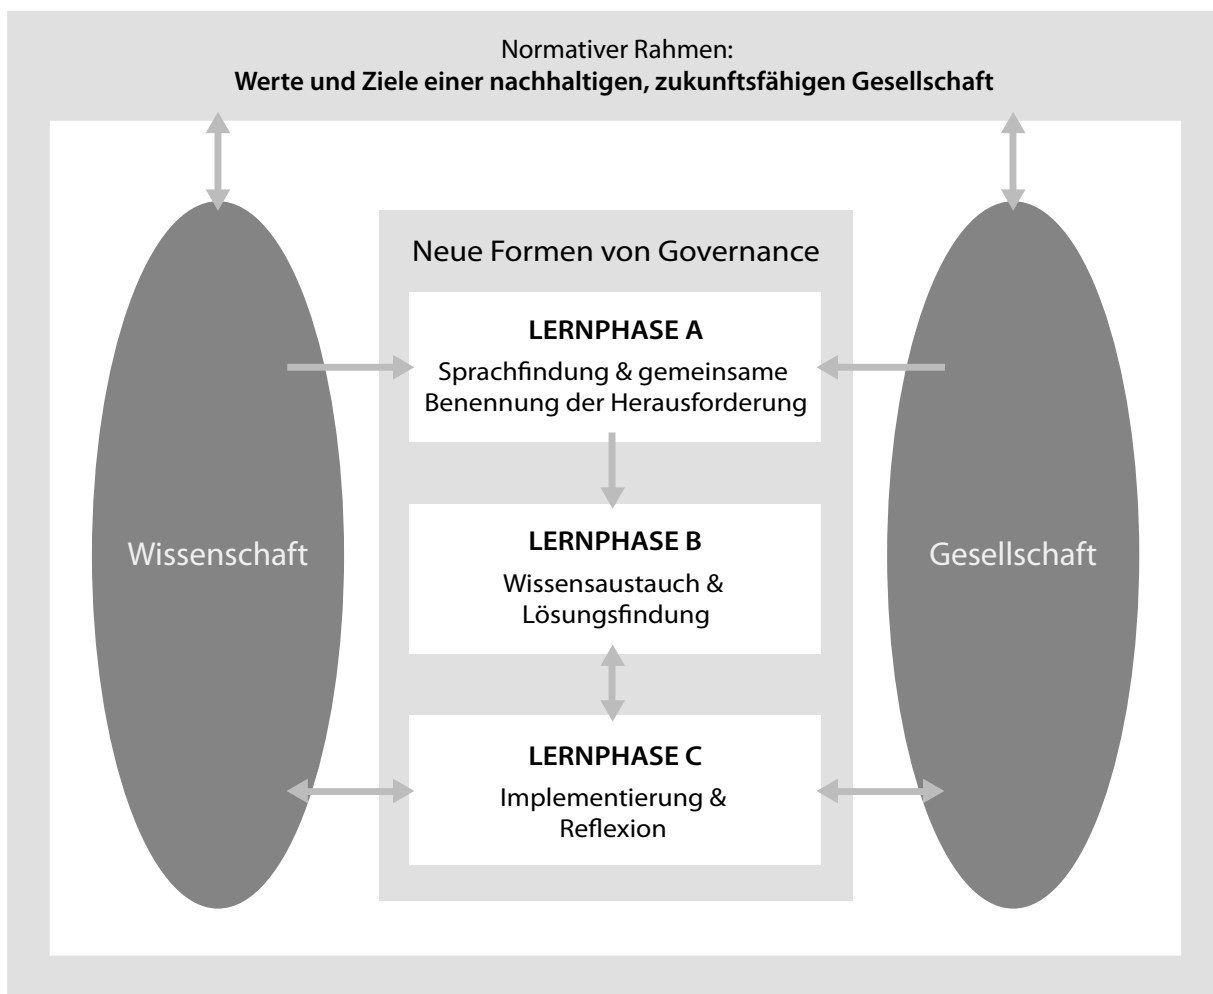 Normativer Rahmen:
Werte und Ziele einer nachhaltigen, zukunftsfähigen Gesellschaft
Neue Formen von Governance
LERNPHASE A
Sprachfindung & gemeinsame
Benennung der Herausforderung
Wissenschaft
LERNPHASE B
Wissensaustauch &
Lösungsfindung
Gesellschaft
LERNPHASE C
Implementierung &
Reflexion